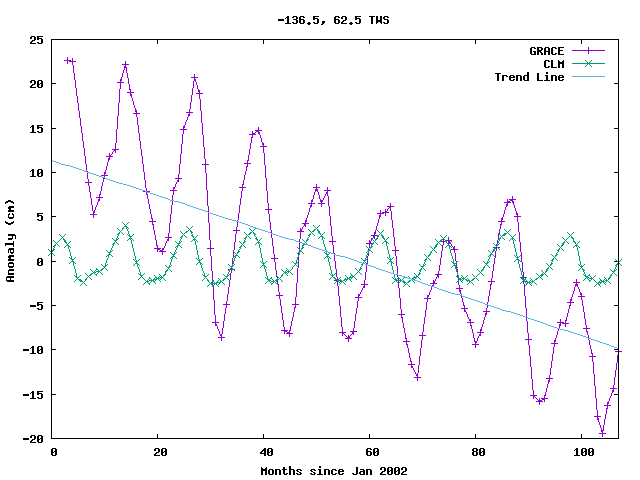 -136.5, 62.5 TWS
GRACE
CLM
Trend Line
25
20
15
10
5
0
-5
-10
-15
-20
Anomaly (cm)
0 20 40 60 80 100
Months since Jan 2002